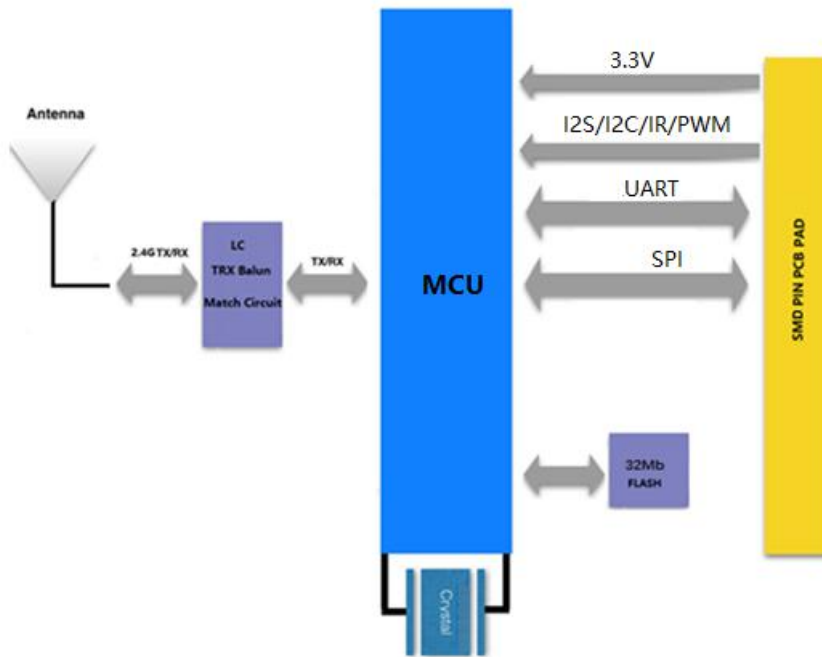 Antenna
2.4G TX/RX
LC
TRX Balun
Match Circuit
TX/RX
MCU
3.3V
I2S/I2C/IR/PWM
UART
SPI
32Mb
FLASH
SMD PIN PCB PAD
Crystal